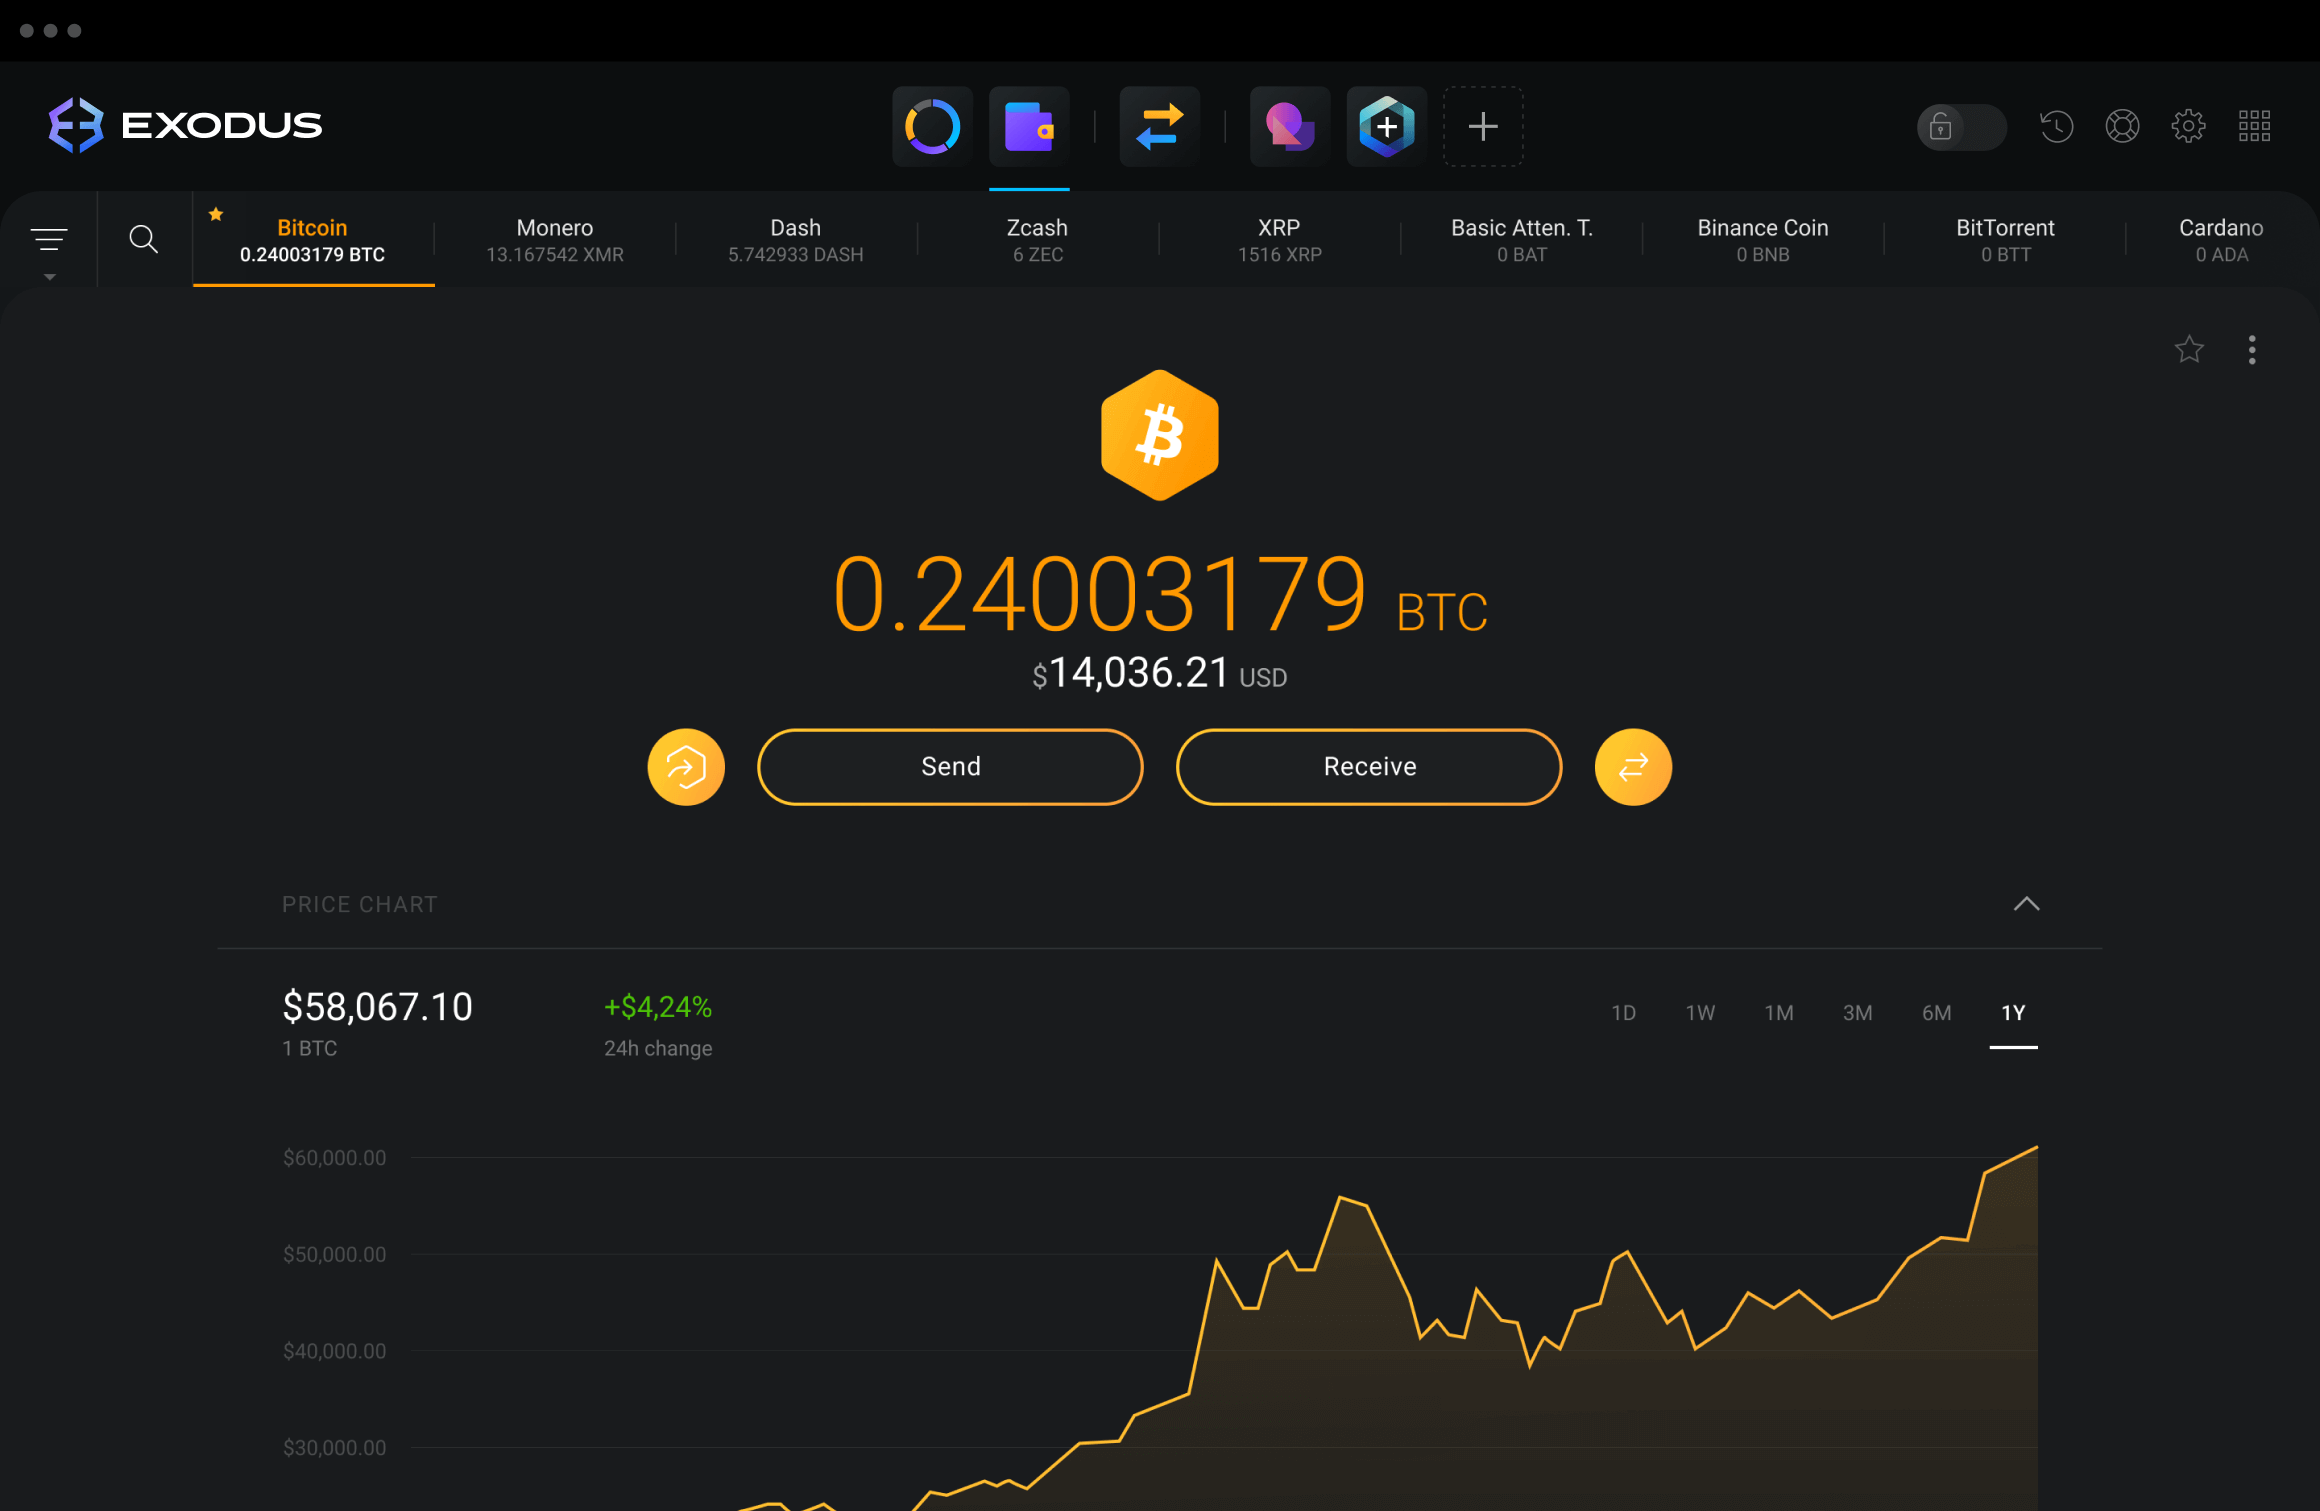 EXODUS
Bitcoin
0.24003179 BTC
Monero
13.167542 XMR
Dash
5.742933 DASH
Zcash
6 ZEC
XRP
1516 XRP
Basic Atten. T.
0 BAT
Binance Coin
0 BNB
BitTorrent
0 BTT
Cardano
0 ADA
0.24003179 BTC
$14,036.21 USD
Send
Receive
PRICE CHART
$58,067.10
1 BTC
+$4,24%
24h change
1D 1W 1M 3M 6M 1Y
$60,000.00
$50,000.00
$40,000.00
$30,000.00